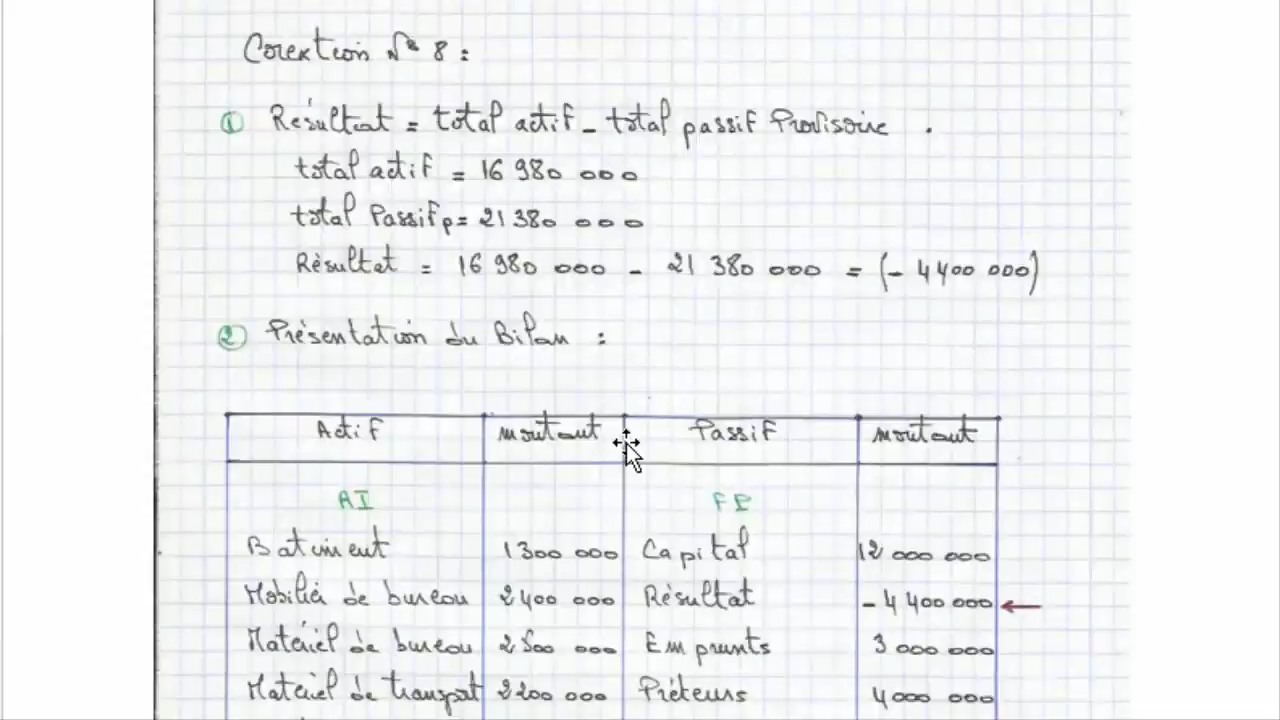 Corextion N° 8 :
① Résultat = total actif - total passif Provisoire .
total actif = 16 980 000
total Passif p = 21 380 000
Résultat = 16 980 000 - 21 380 000 = (- 4 400 000)
② Présentation du Bilan :
Actif montant Passif montant
AI FP
Batiment 1 300 000 Capital 12 000 000
Mobilier de bureau 2 400 000 Résultat - 4 400 000 ←
Matériel de bureau 2 500 000 Emprunts 3 000 000
Matériel de transpat 2 200 000 Prêteurs 4 000 000